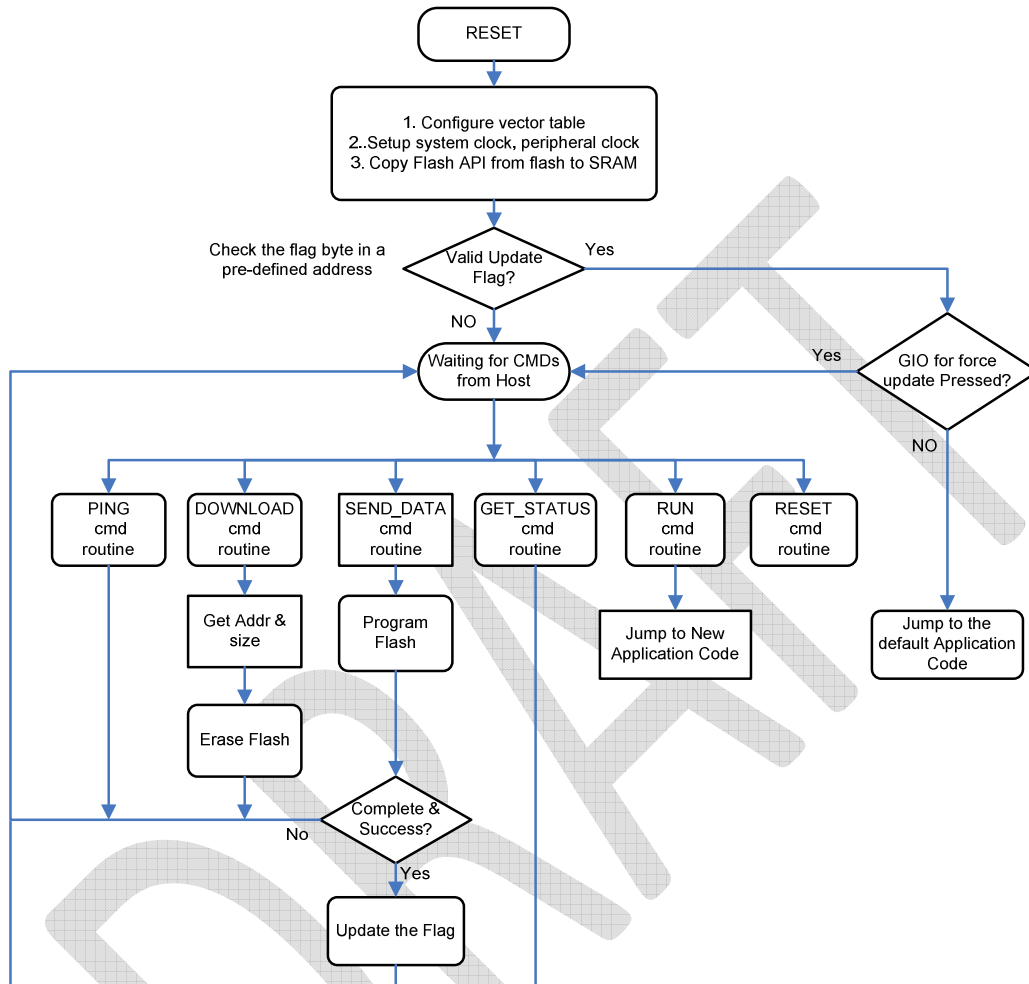 RESET
1. Configure vector table
2..Setup system clock, peripheral clock
3. Copy Flash API from flash to SRAM
Check the flag byte in a
pre-defined address
Valid Update
Flag?
Yes
NO
Waiting for CMDs
from Host
Yes
GIO for force
update Pressed?
NO
PING
cmd
routine
DOWNLOAD
cmd
routine
SEND_DATA
cmd
routine
GET_STATUS
cmd
routine
RUN
cmd
routine
RESET
cmd
routine
Get Addr &
size
Program
Flash
Jump to New
Application Code
Jump to the
default Application
Code
Erase Flash
Complete &
Success?
No
Yes
Update the Flag
DRAFT